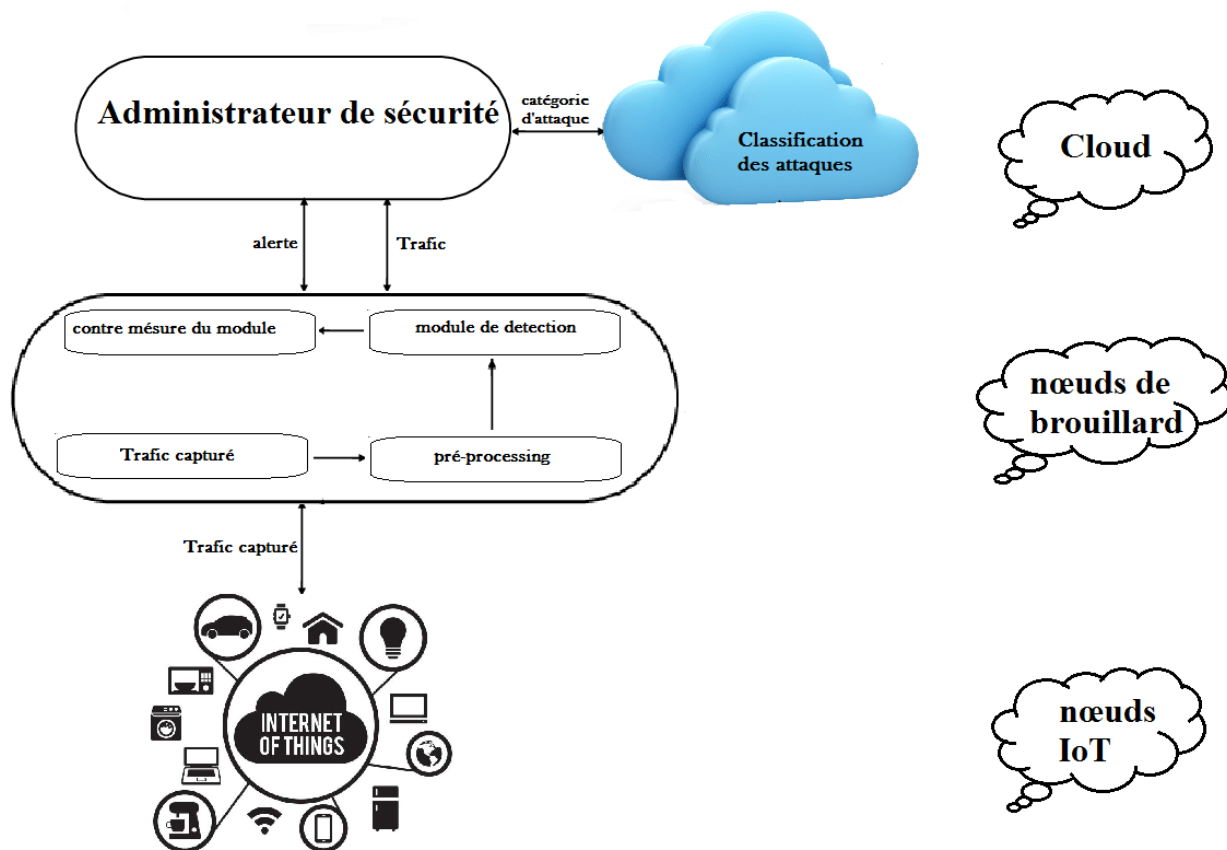 Administrateur de sécurité
catégorie
d'attaque
Classification
des attaques
Cloud
alerte
Trafic
contre mésure du module
module de detection
nœuds de
brouillard
Trafic capturé
pré-processing
Trafic capturé
INTERNET
OF THINGS
nœuds
IoT